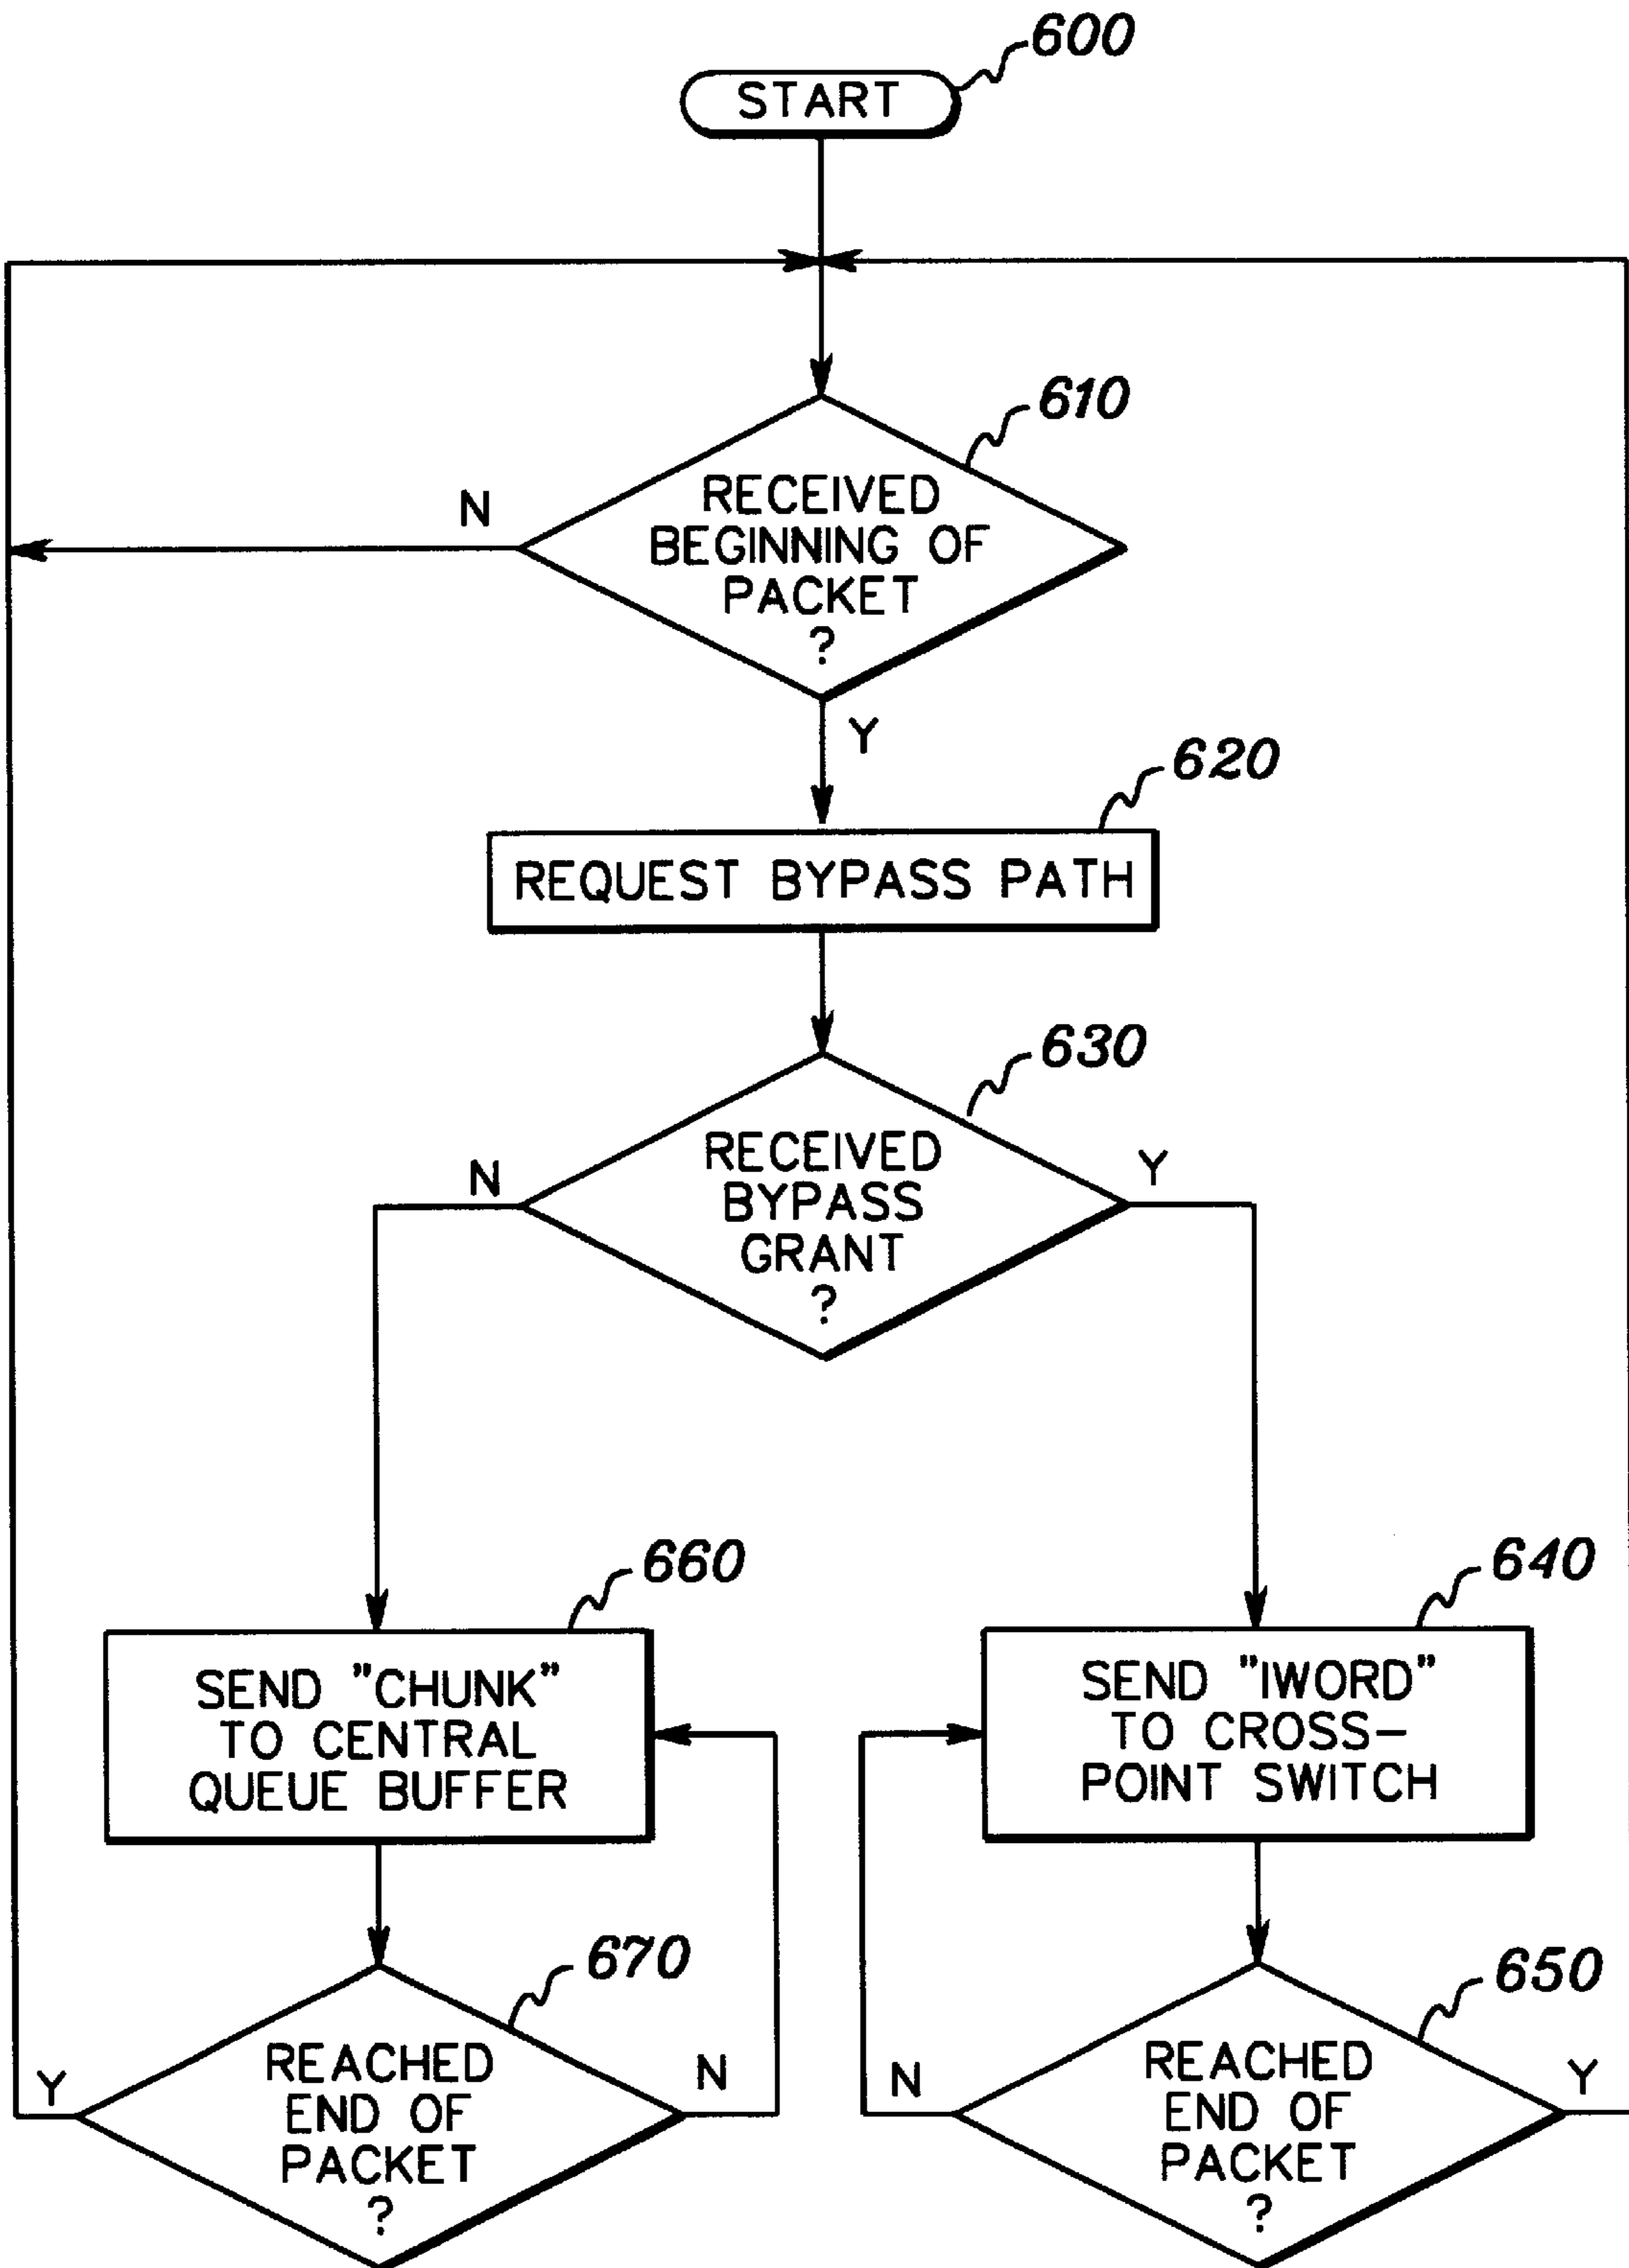 600
START
610
RECEIVED
BEGINNING OF
PACKET
?
N
Y
620
REQUEST BYPASS PATH
630
RECEIVED
BYPASS
GRANT
?
N
Y
660
SEND "CHUNK"
TO CENTRAL
QUEUE BUFFER
640
SEND "IWORD"
TO CROSS-
POINT SWITCH
670
REACHED
END OF
PACKET
?
Y
N
650
REACHED
END OF
PACKET
?
N
Y